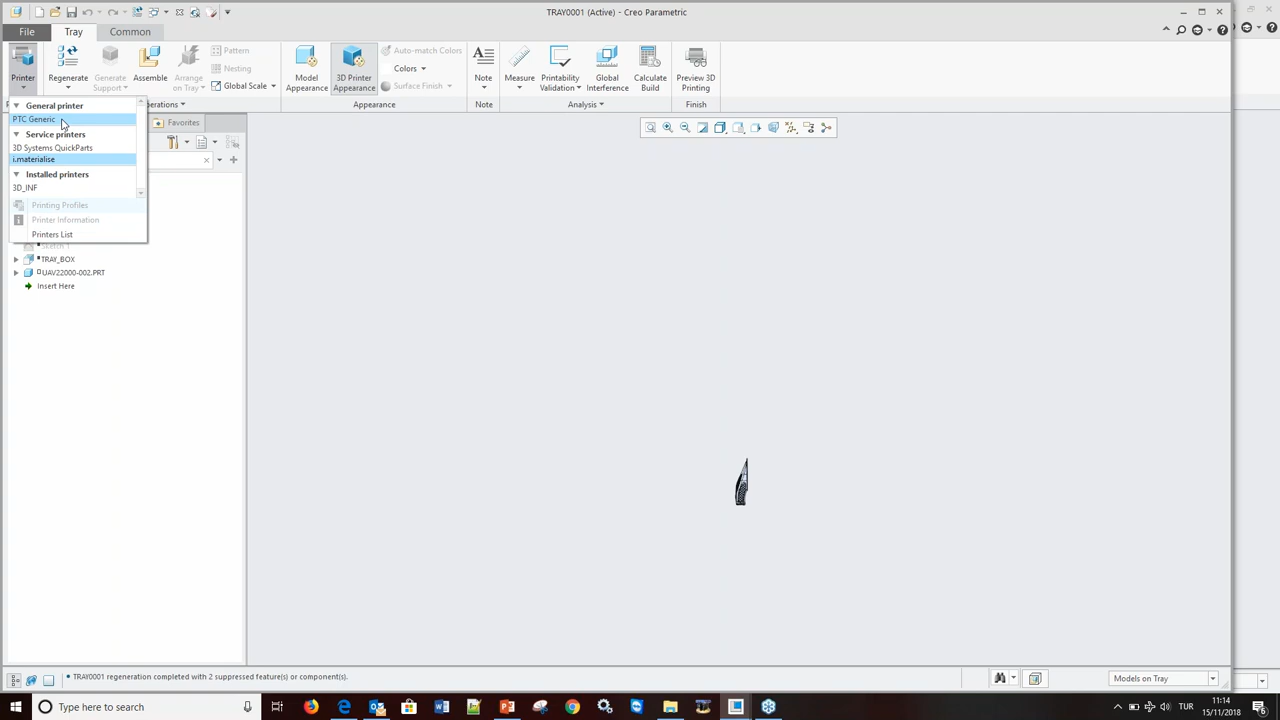 TRAY0001 (Active) - Creo Parametric
File
Tray
Common
Printer
Regenerate
Generate
Support
Assemble
Arrange
on Tray
Pattern
Nesting
Global Scale
Model
Appearance
3D Printer
Appearance
Auto-match Colors
Colors
Surface Finish
Note
Measure
Printability
Validation
Global
Interference
Calculate
Build
Preview 3D
Printing
Appearance
Note
Analysis
Finish
General printer
PTC Generic
Service printers
3D Systems QuickParts
i.materialise
Installed printers
3D_INF
Printing Profiles
Printer Information
Printers List
Favorites
TRAY_BOX
UAV22000-002.PRT
Insert Here
• TRAY0001 regeneration completed with 2 suppressed feature(s) or component(s).
Models on Tray
Type here to search
TUR
11:14
15/11/2018